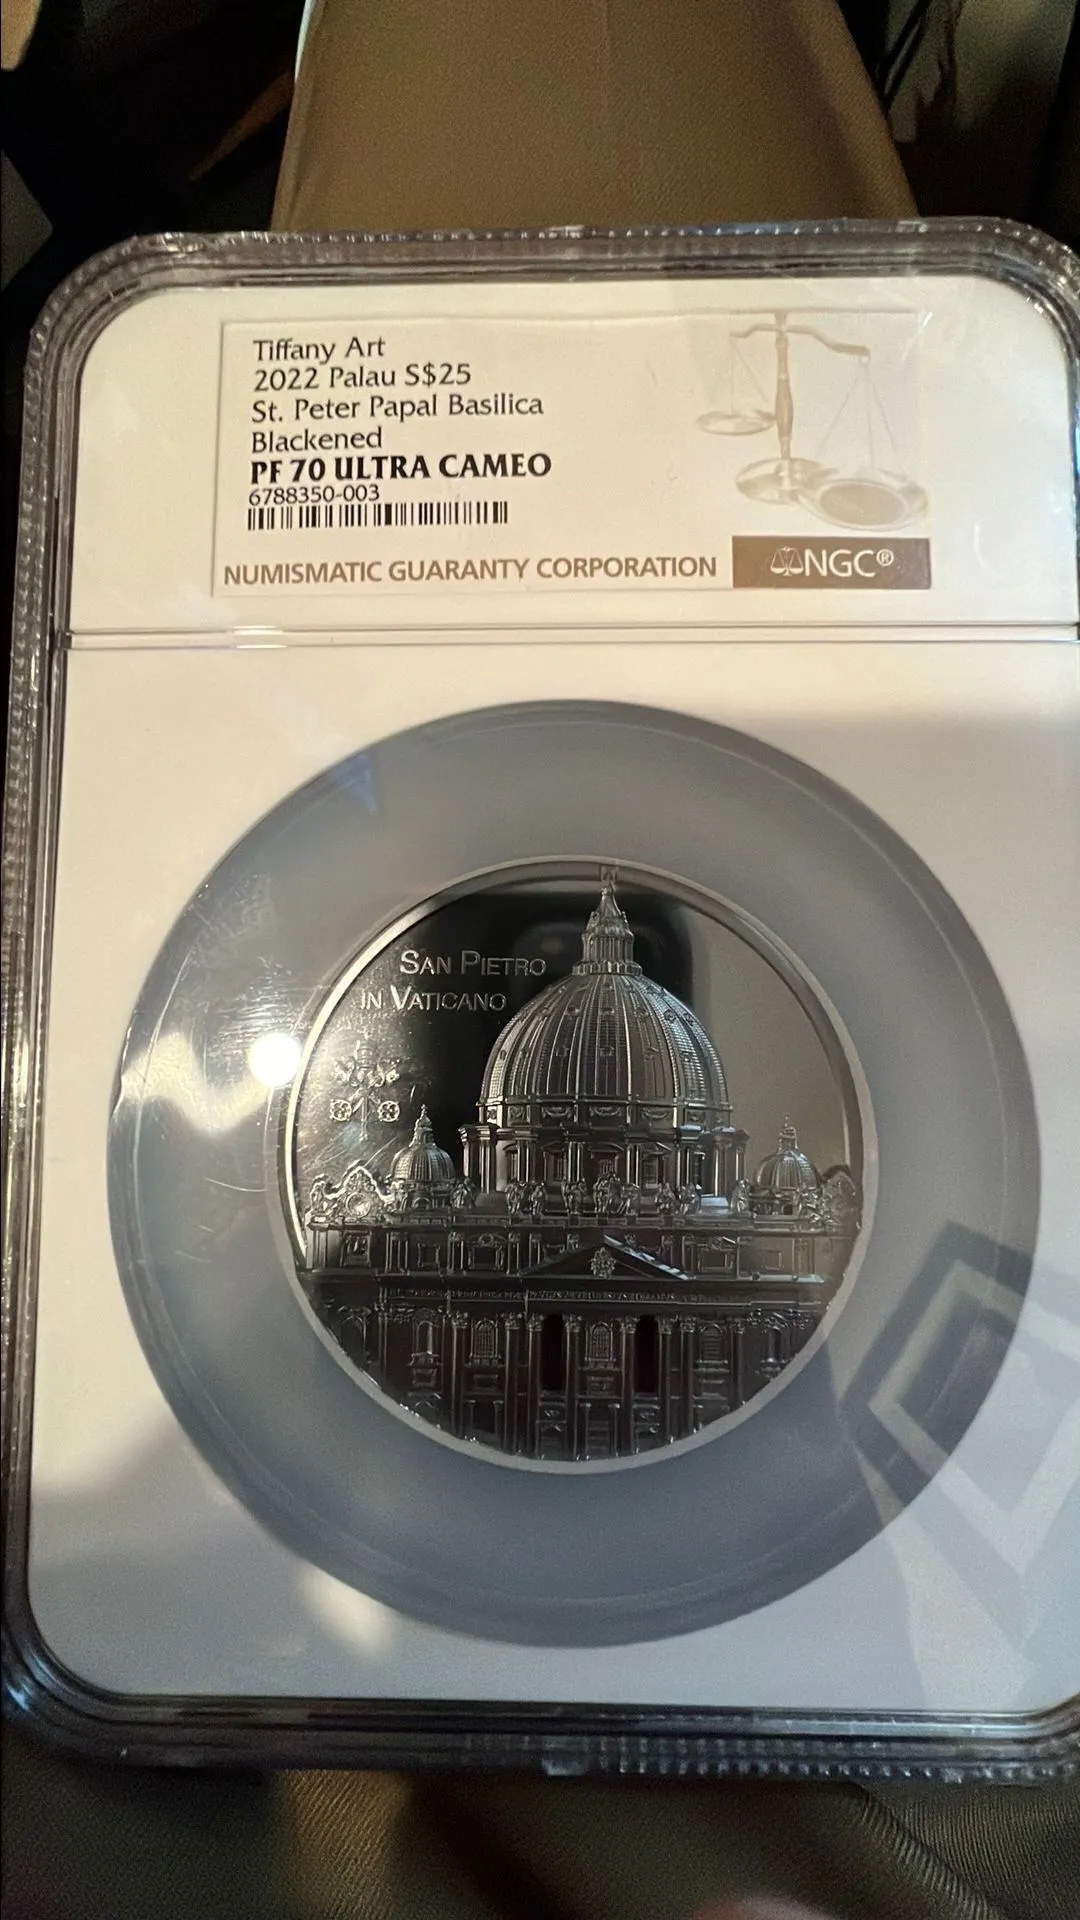 Tiffany Art
2022 Palau S$25
St. Peter Papal Basilica
Blackened
PF 70 ULTRA CAMEO
6788350-003
NUMISMATIC GUARANTY CORPORATION
NGC®
SAN PIETRO
IN VATICANO